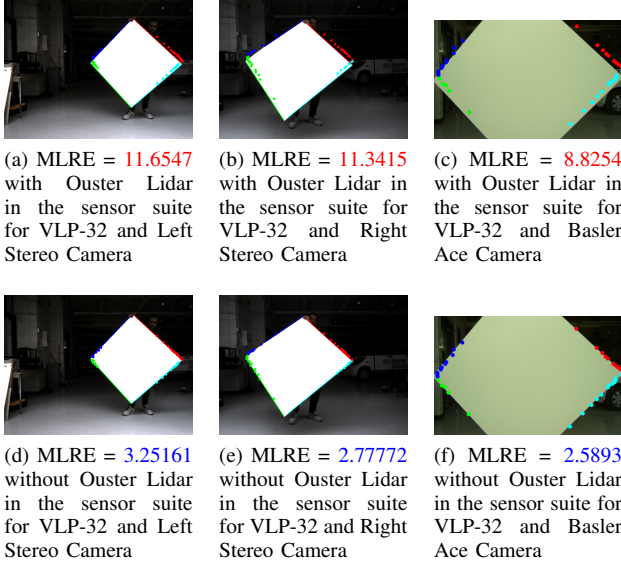 (a) MLRE = 11.6547
with Ouster Lidar
in the sensor suite
for VLP-32 and Left
Stereo Camera
(b) MLRE = 11.3415
with Ouster Lidar in
the sensor suite for
VLP-32 and Right
Stereo Camera
(c) MLRE = 8.8254
with Ouster Lidar in
the sensor suite for
VLP-32 and Basler
Ace Camera
(d) MLRE = 3.25161
without Ouster Lidar
in the sensor suite
for VLP-32 and Left
Stereo Camera
(e) MLRE = 2.77772
without Ouster Lidar
in the sensor suite
for VLP-32 and Right
Stereo Camera
(f) MLRE = 2.5893
without Ouster Lidar
in the sensor suite for
VLP-32 and Basler
Ace Camera